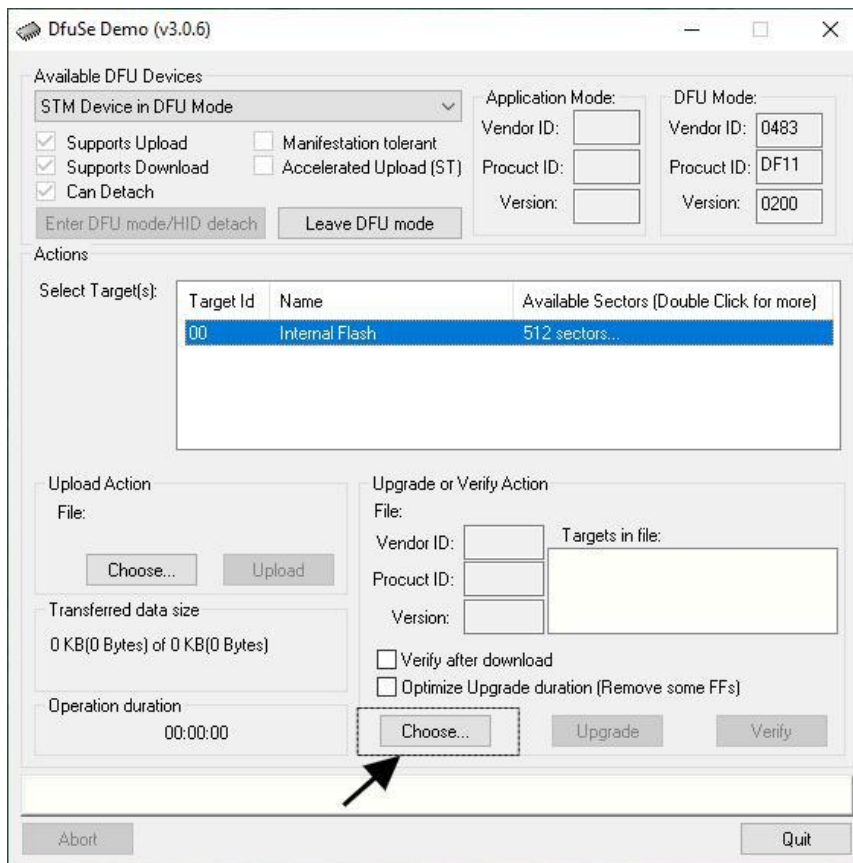 DfuSe Demo (v3.0.6)
Available DFU Devices
STM Device in DFU Mode
Supports Upload
Manifestation tolerant
Supports Download
Accelerated Upload (ST)
Can Detach
Enter DFU mode/HID detach
Leave DFU mode
Application Mode:
Vendor ID:
Procuct ID:
Version:
DFU Mode:
Vendor ID: 0483
Procuct ID: DF11
Version: 0200
Actions
Select Target(s):
Target Id Name Available Sectors (Double Click for more)
00 Internal Flash 512 sectors...
Upload Action
File:
Choose... Upload
Transferred data size
0 KB(0 Bytes) of 0 KB(0 Bytes)
Operation duration
00:00:00
Upgrade or Verify Action
File:
Vendor ID:
Procuct ID:
Version:
Targets in file:
Verify after download
Optimize Upgrade duration (Remove some FFs)
Choose... Upgrade Verify
Abort Quit